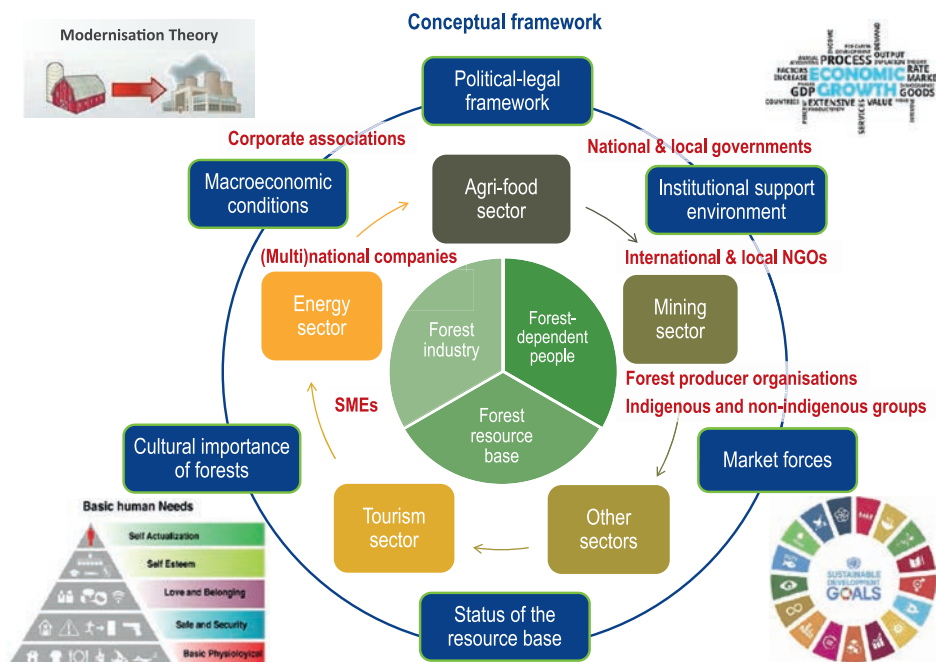 Conceptual framework
Modernisation Theory
PROCESS
OUTPUT
FACTORS
INCREASE
ECONOMIC
RATE
MARKET
GDP
GROWTH
GOODS
COUNTRIES
EXTENSIVE
VALUE
SERVICES
DEMAND
INCOME
PRODUCTIVITY
Political-legal
framework
Corporate associations
National & local governments
Macroeconomic
conditions
Agri-food
sector
Institutional support
environment
(Multi)national companies
International & local NGOs
Energy
sector
Forest
industry
Forest-
dependent
people
Mining
sector
Forest producer organisations
SMEs
Indigenous and non-indigenous groups
Forest
resource
base
Cultural importance
of forests
Market forces
Tourism
sector
Other
sectors
Basic human Needs
Self Actualization
Self Esteem
Love and Belonging
Safe and Security
Basic Physiological
SUSTAINABLE
DEVELOPMENT
GOALS
Status of the
resource base